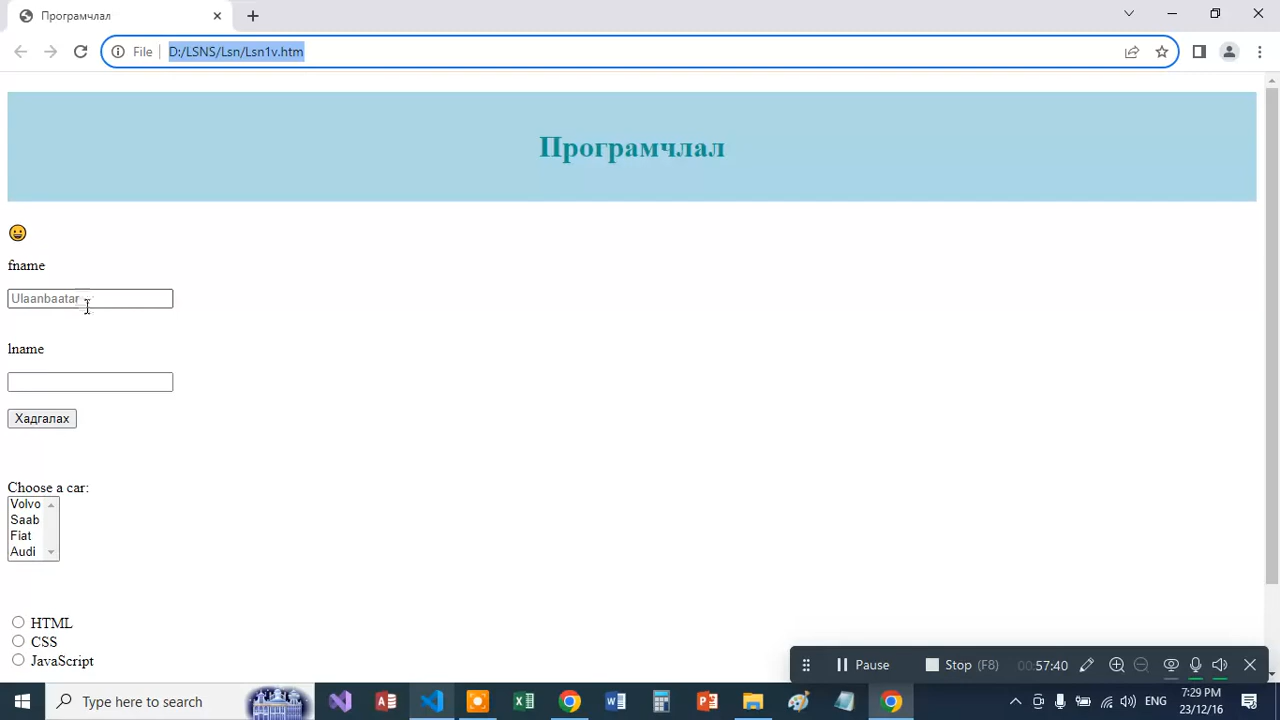 Програмчлал
File D:/LSNS/Lsn/Lsn1v.htm
Програмчлал
fname
Ulaanbaatar
lname
Хадгалах
Choose a car:
Volvo
Saab
Fiat
Audi
HTML
CSS
JavaScript
Pause Stop (F8) 00:57:40
Type here to search
ENG
7:29 PM
23/12/16